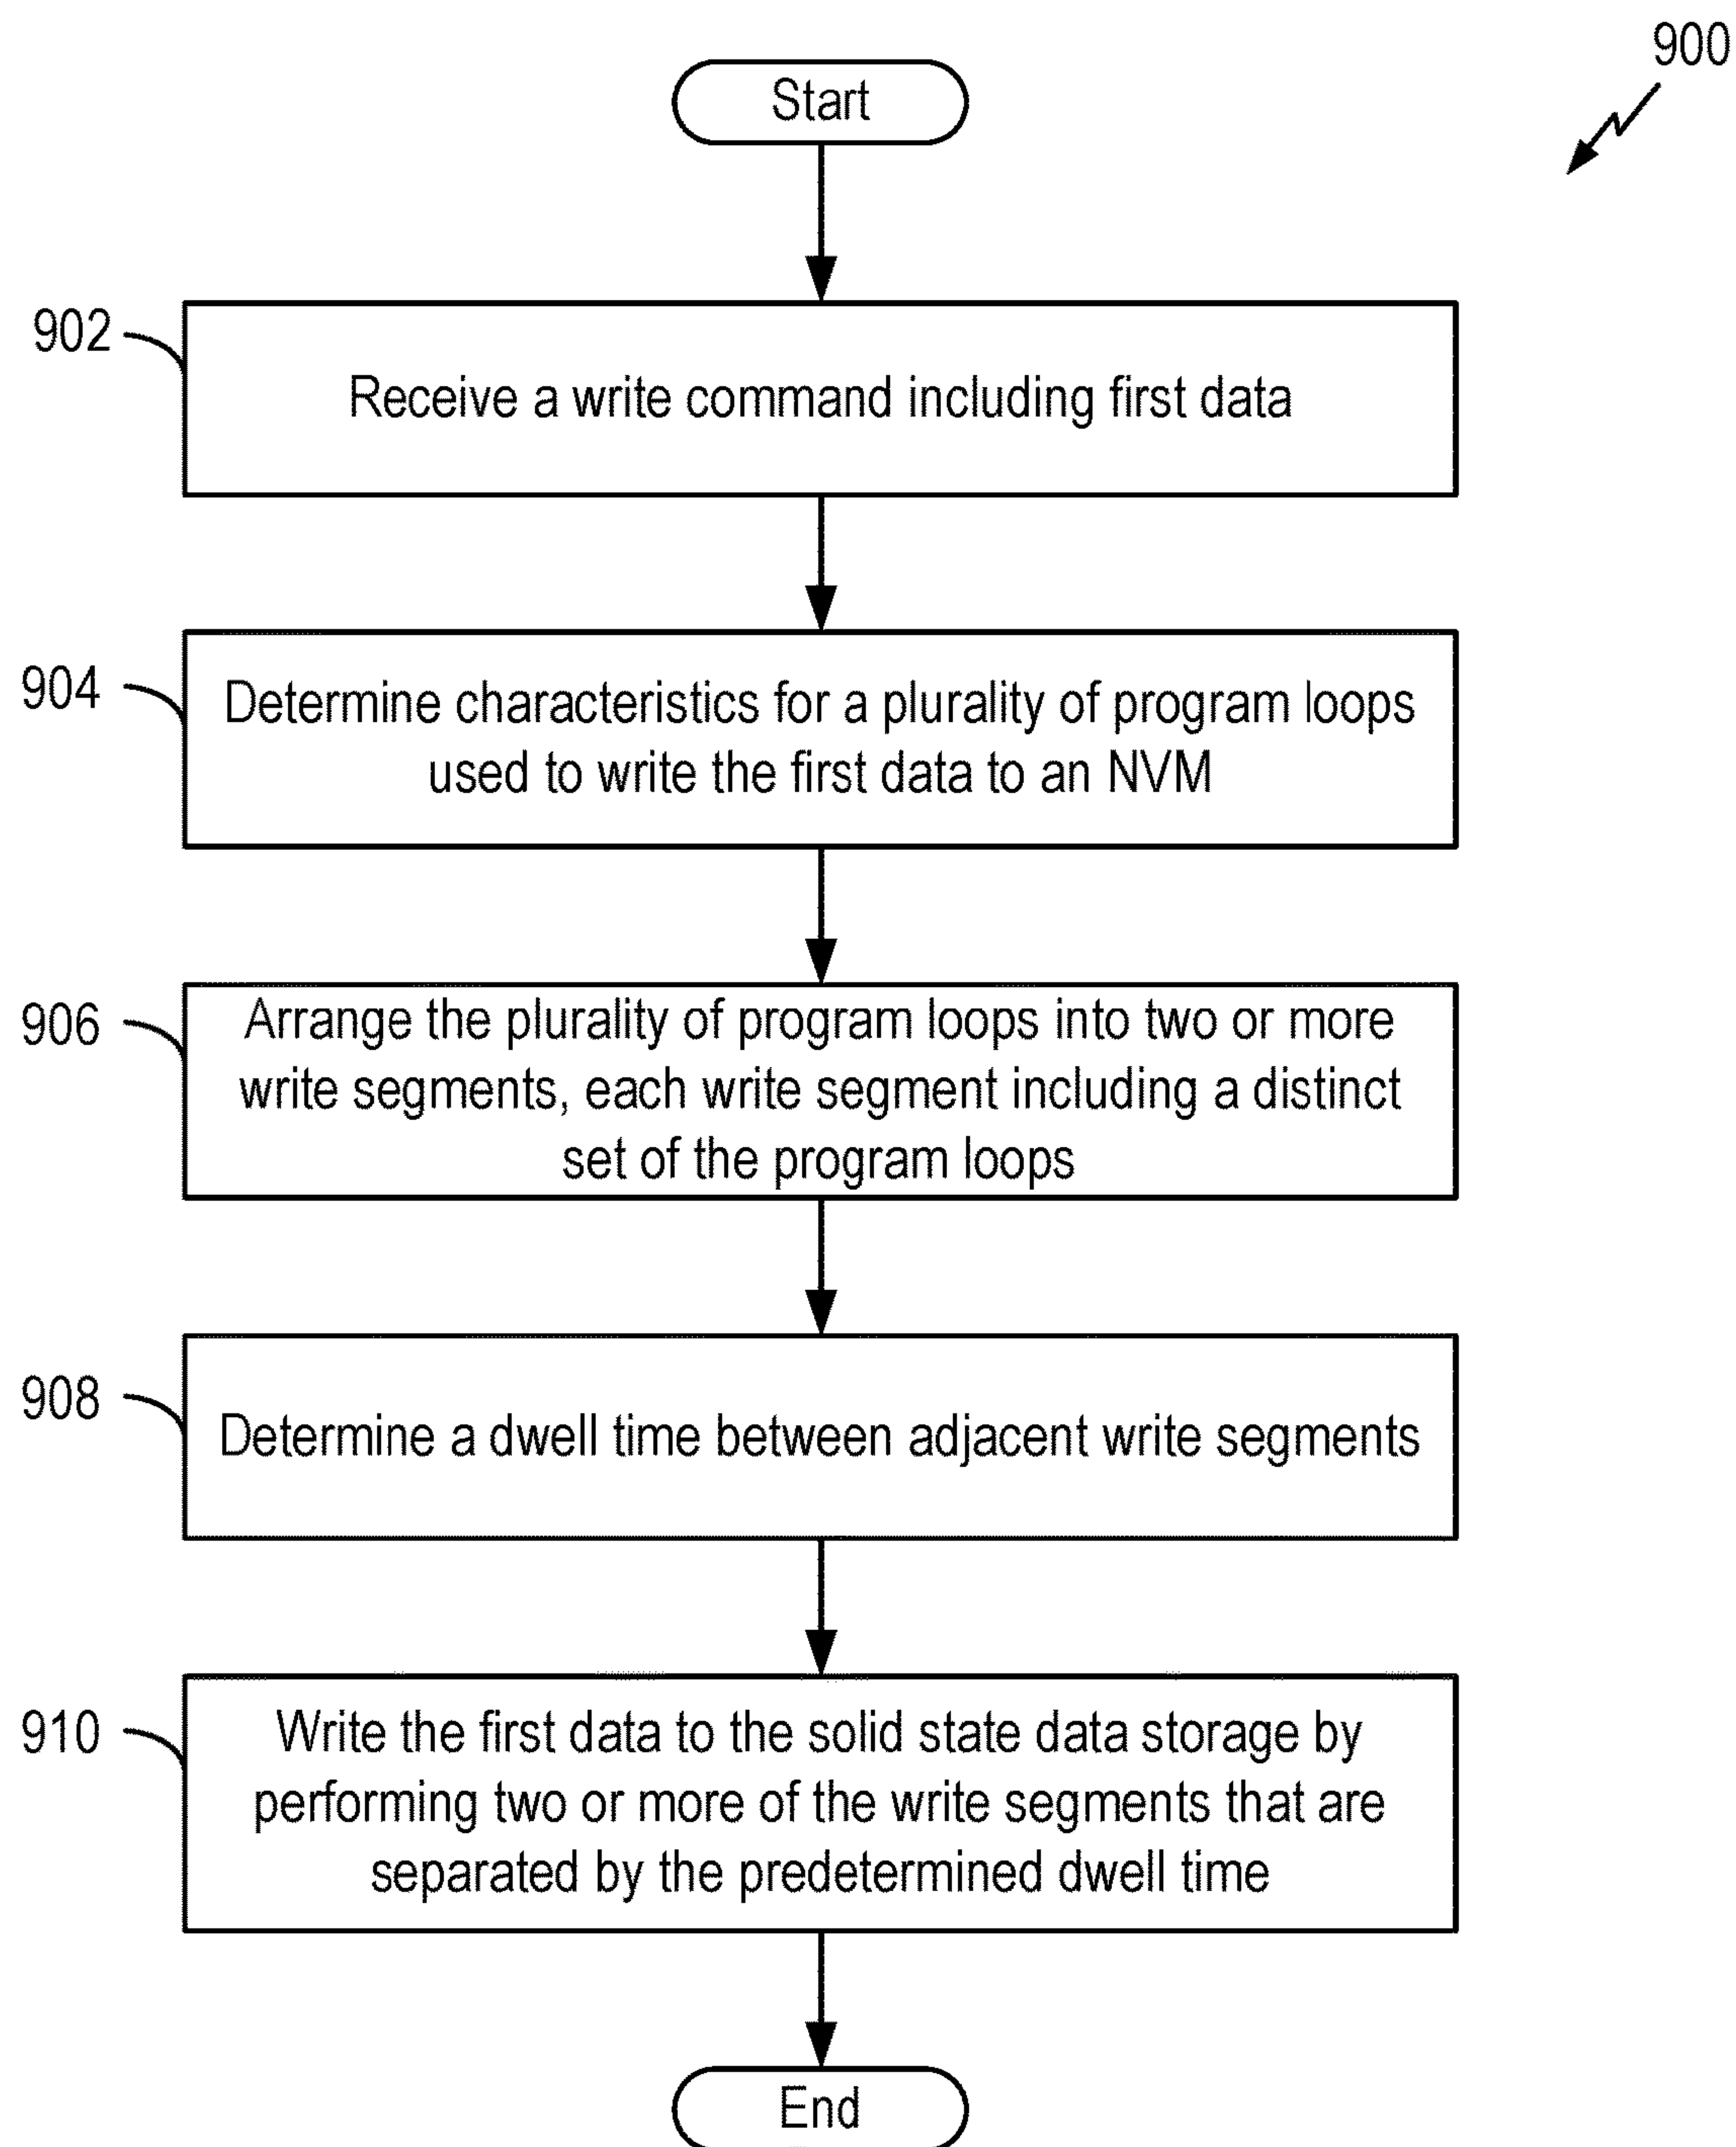 900
Start
902
Receive a write command including first data
904
Determine characteristics for a plurality of program loops
used to write the first data to an NVM
906
Arrange the plurality of program loops into two or more
write segments, each write segment including a distinct
set of the program loops
908
Determine a dwell time between adjacent write segments
910
Write the first data to the solid state data storage by
performing two or more of the write segments that are
separated by the predetermined dwell time
End